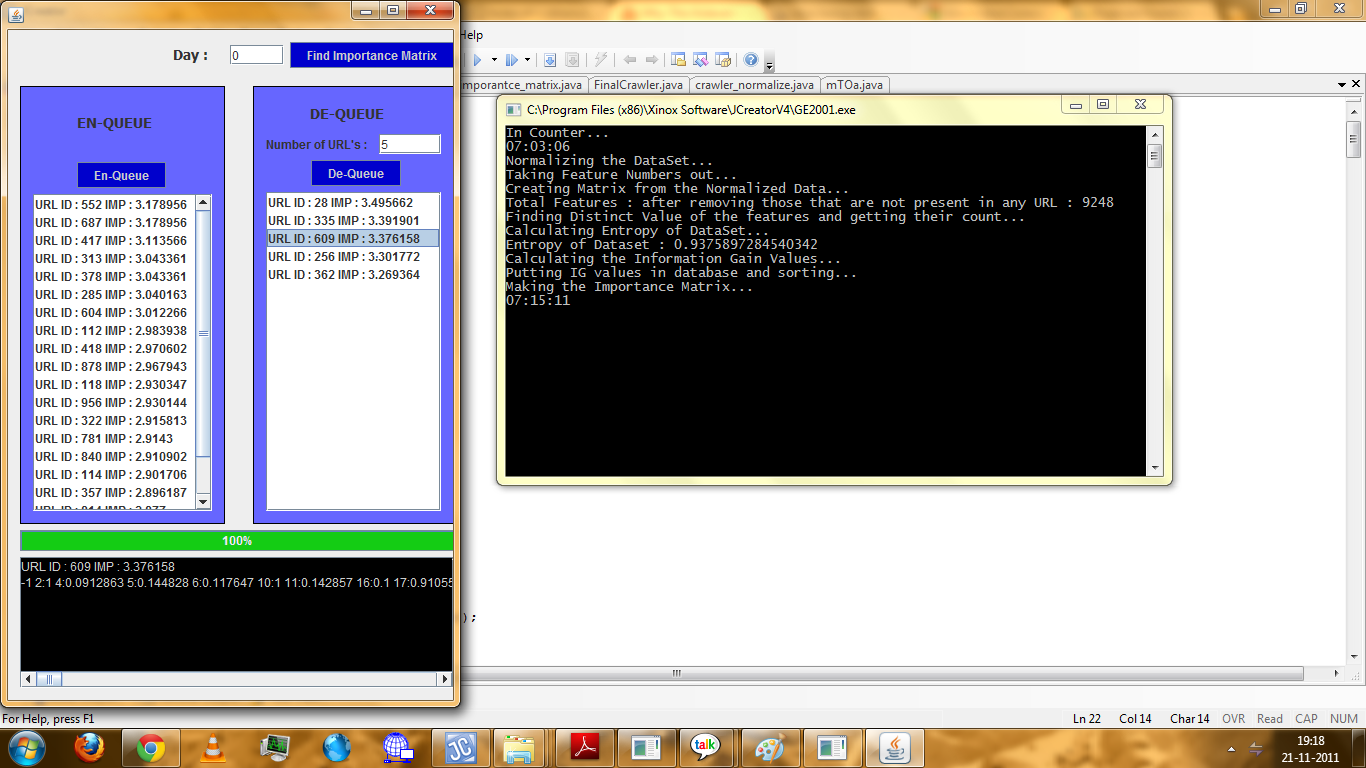 Day :
0
Find Importance Matrix
EN-QUEUE
En-Queue
URL ID : 552 IMP : 3.178956
URL ID : 687 IMP : 3.178956
URL ID : 417 IMP : 3.113566
URL ID : 313 IMP : 3.043361
URL ID : 378 IMP : 3.043361
URL ID : 285 IMP : 3.040163
URL ID : 604 IMP : 3.012266
URL ID : 112 IMP : 2.983938
URL ID : 418 IMP : 2.970602
URL ID : 878 IMP : 2.967943
URL ID : 118 IMP : 2.930347
URL ID : 956 IMP : 2.930144
URL ID : 322 IMP : 2.915813
URL ID : 781 IMP : 2.9143
URL ID : 840 IMP : 2.910902
URL ID : 114 IMP : 2.901706
URL ID : 357 IMP : 2.896187
DE-QUEUE
Number of URL's :
5
De-Queue
URL ID : 28 IMP : 3.495662
URL ID : 335 IMP : 3.391901
URL ID : 609 IMP : 3.376158
URL ID : 256 IMP : 3.301772
URL ID : 362 IMP : 3.269364
100%
URL ID : 609 IMP : 3.376158
-1 2:1 4:0.0912863 5:0.144828 6:0.117647 10:1 11:0.142857 16:0.1 17:0.91055
Help
mporantce_matrix.java
FinalCrawler.java
crawler_normalize.java
mTOa.java
C:\Program Files (x86)\Xinox Software\JCreatorV4\GE2001.exe
In Counter...
07:03:06
Normalizing the DataSet...
Taking Feature Numbers out...
Creating Matrix from the Normalized Data...
Total Features : after removing those that are not present in any URL : 9248
Finding Distinct Value of the features and getting their count...
Calculating Entropy of DataSet...
Entropy of Dataset : 0.9375897284540342
Calculating the Information Gain Values...
Putting IG values in database and sorting...
Making the Importance Matrix...
07:15:11
);
For Help, press F1
Ln 22
Col 14
Char 14
OVR
Read
CAP
NUM
JC
talk
19:18
21-11-2011